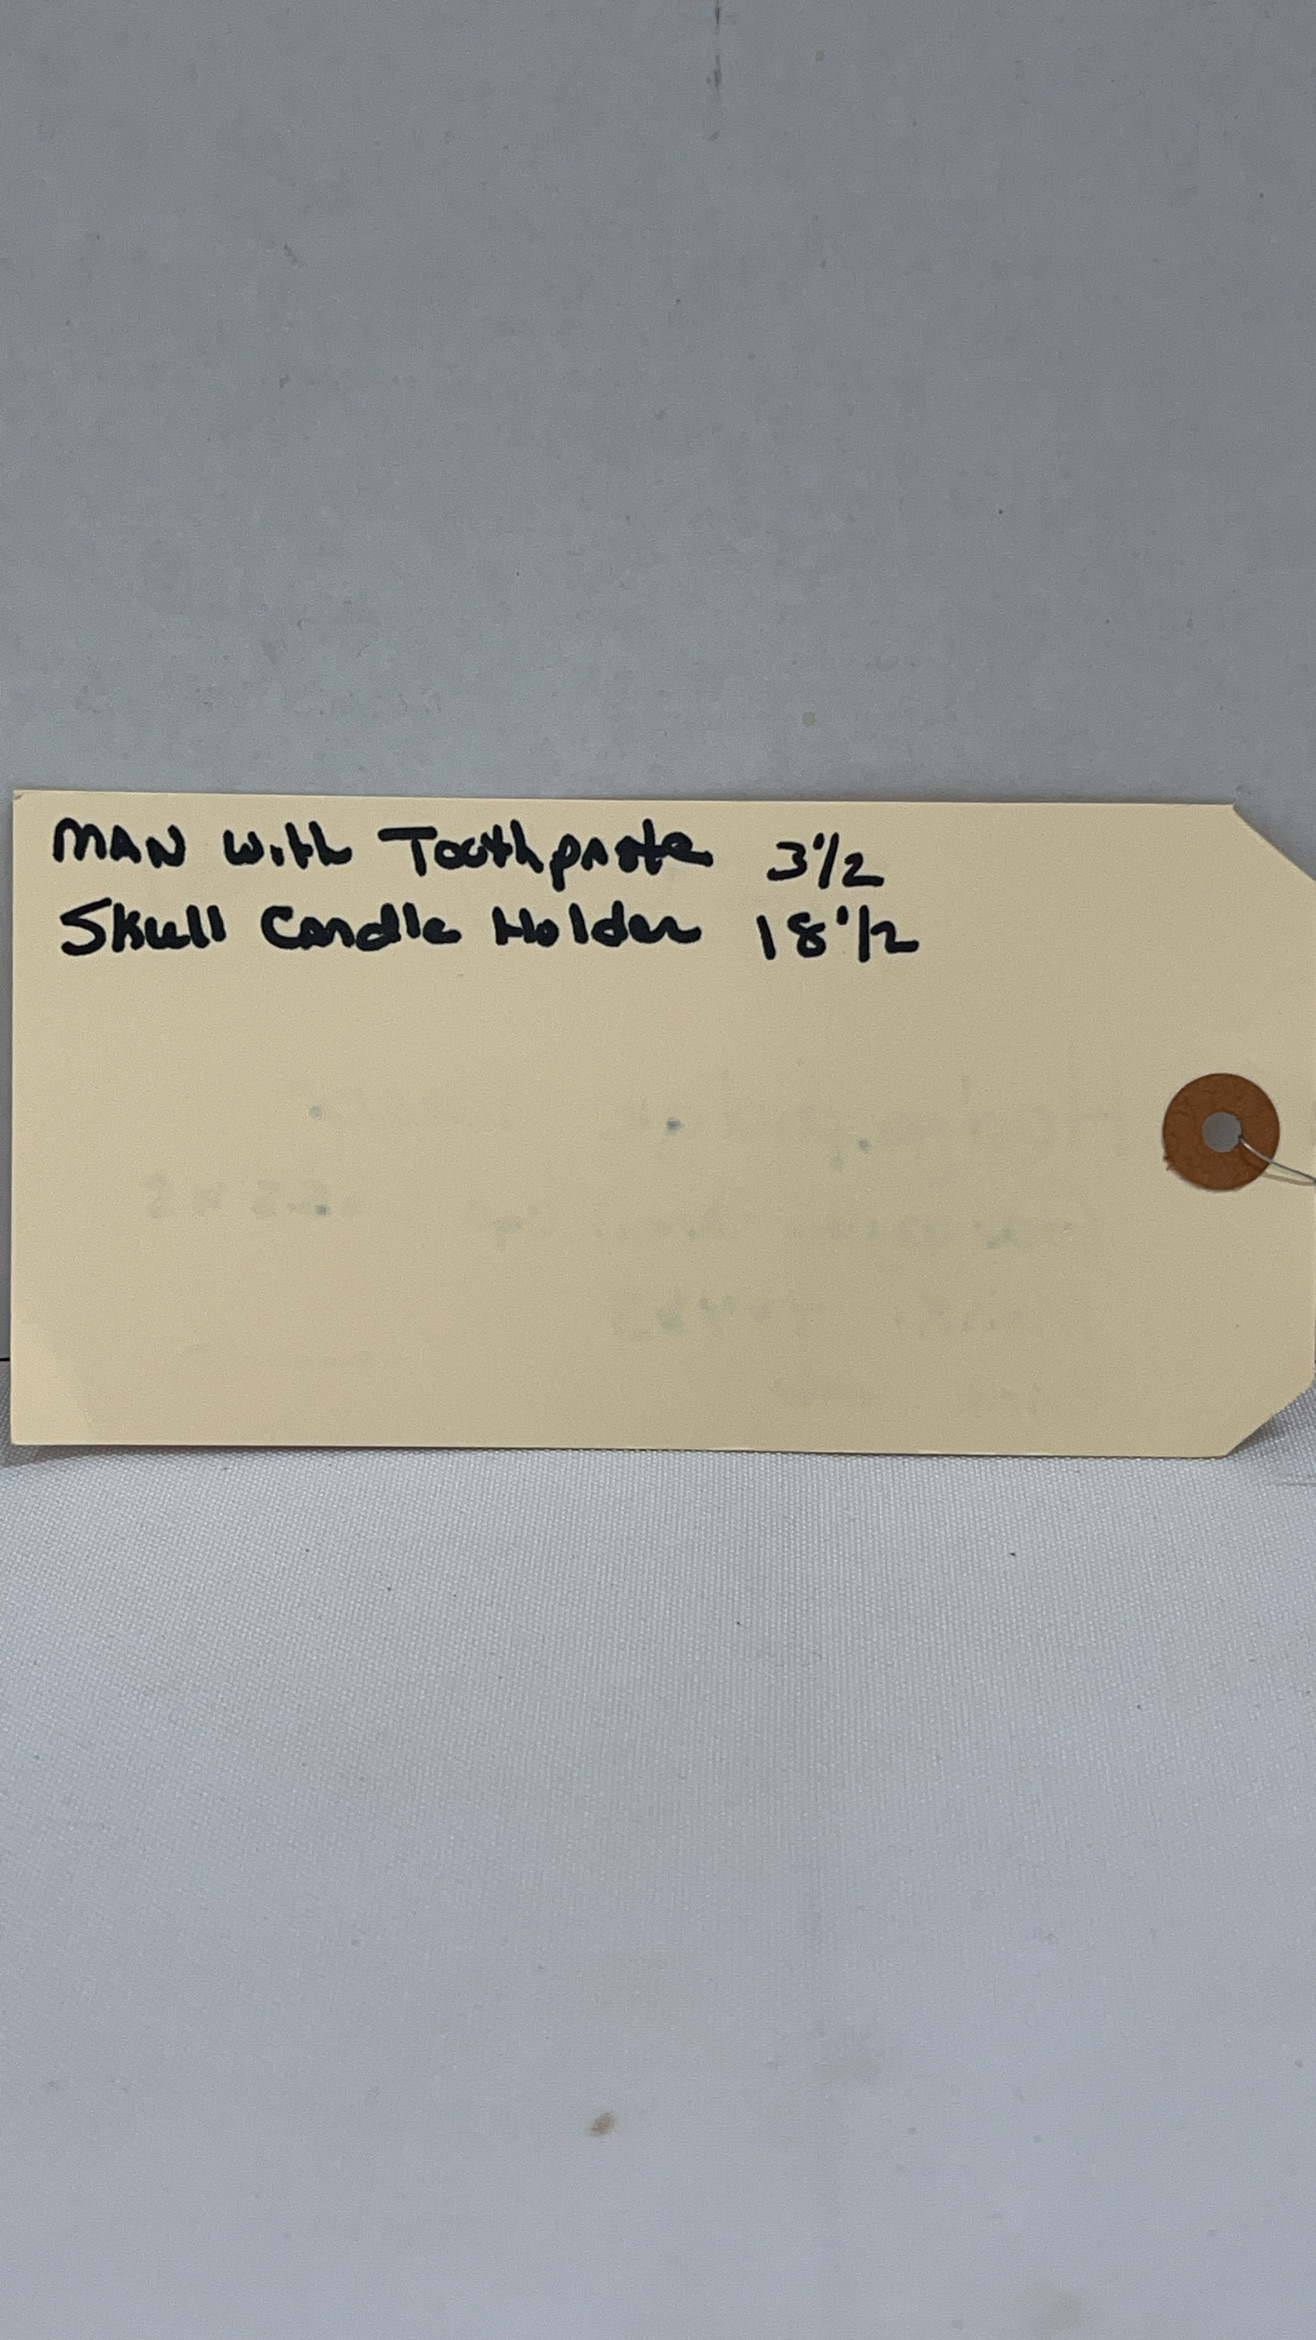 MAN with Toothpaste 3 1/2
Skull Candle Holder 18 1/2